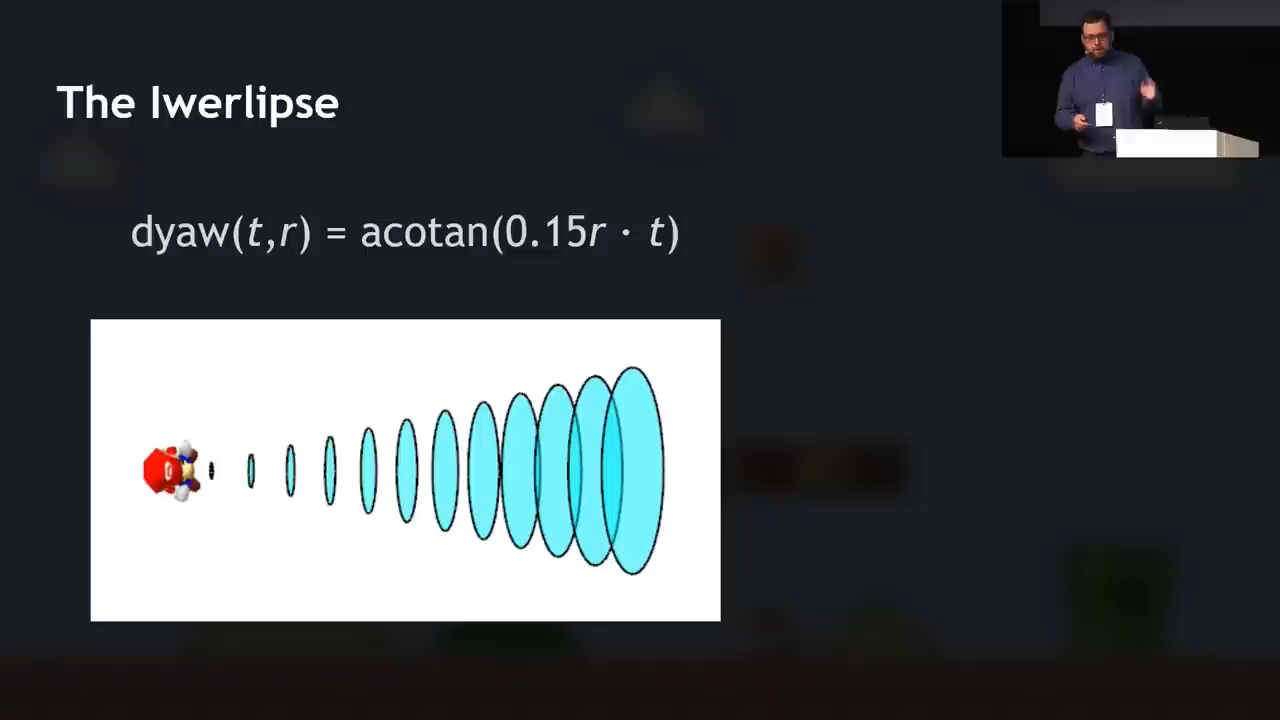 The Iwerlipse
dyaw(t,r) = acotan(0.15r · t)